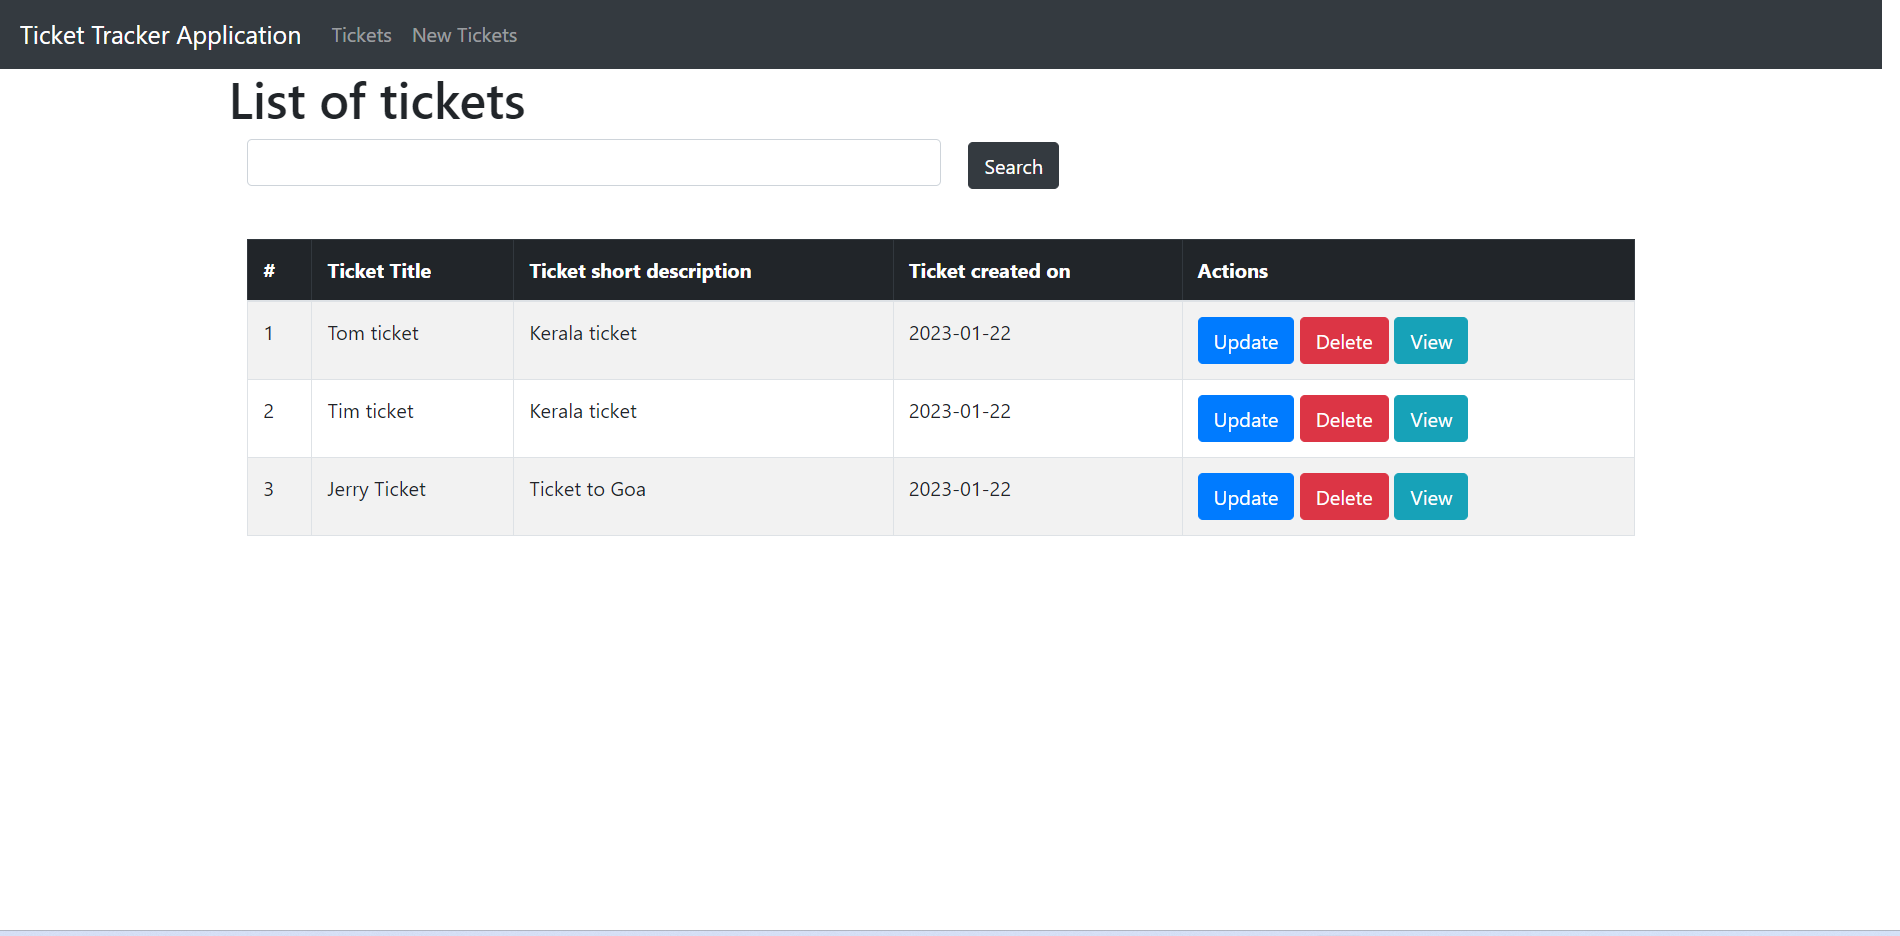 Ticket Tracker Application Tickets New Tickets
List of tickets
Search
# Ticket Title Ticket short description Ticket created on Actions
1 Tom ticket Kerala ticket 2023-01-22 Update Delete View
2 Tim ticket Kerala ticket 2023-01-22 Update Delete View
3 Jerry Ticket Ticket to Goa 2023-01-22 Update Delete View